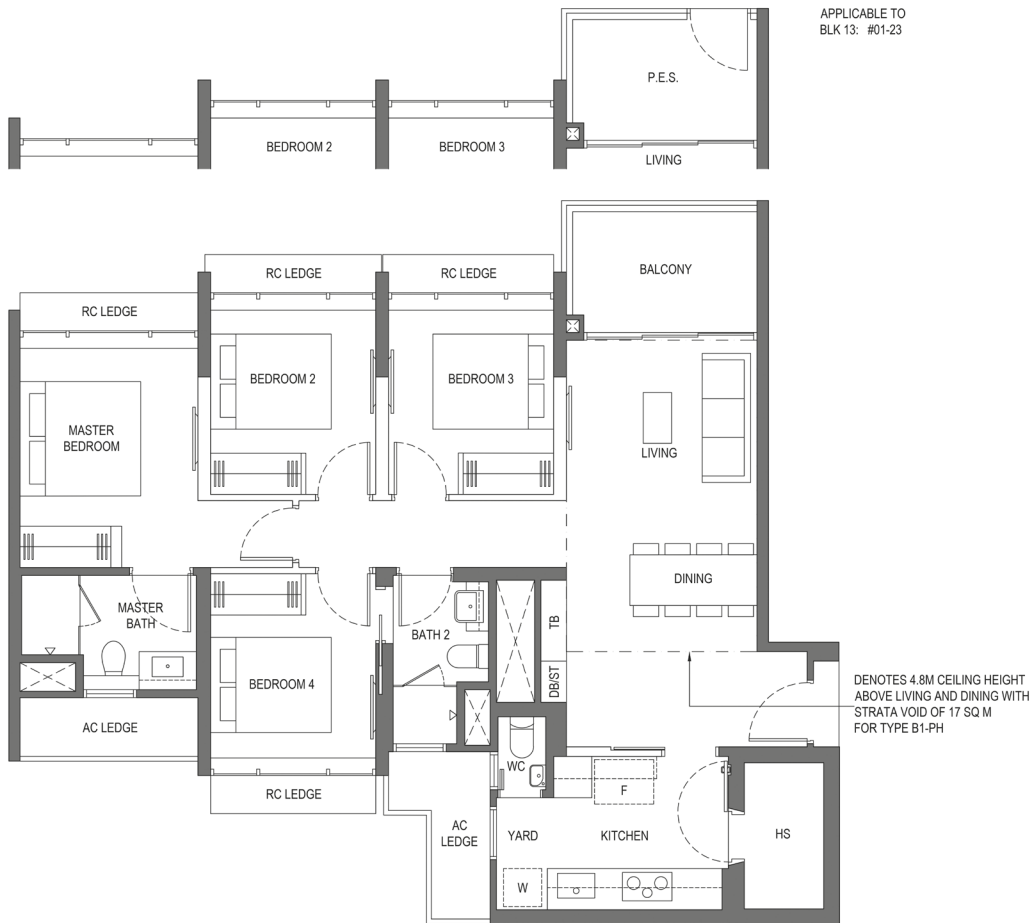 APPLICABLE TO
BLK 13: #01-23
P.E.S.
BEDROOM 2
BEDROOM 3
LIVING
BALCONY
RC LEDGE
RC LEDGE
RC LEDGE
BEDROOM 2
BEDROOM 3
MASTER
BEDROOM
LIVING
DINING
MASTER
BATH
BATH 2
TB
DB/ST
BEDROOM 4
DENOTES 4.8M CEILING HEIGHT
ABOVE LIVING AND DINING WITH
STRATA VOID OF 17 SQ M
FOR TYPE B1-PH
AC LEDGE
WC
RC LEDGE
F
AC
LEDGE
YARD
KITCHEN
HS
W